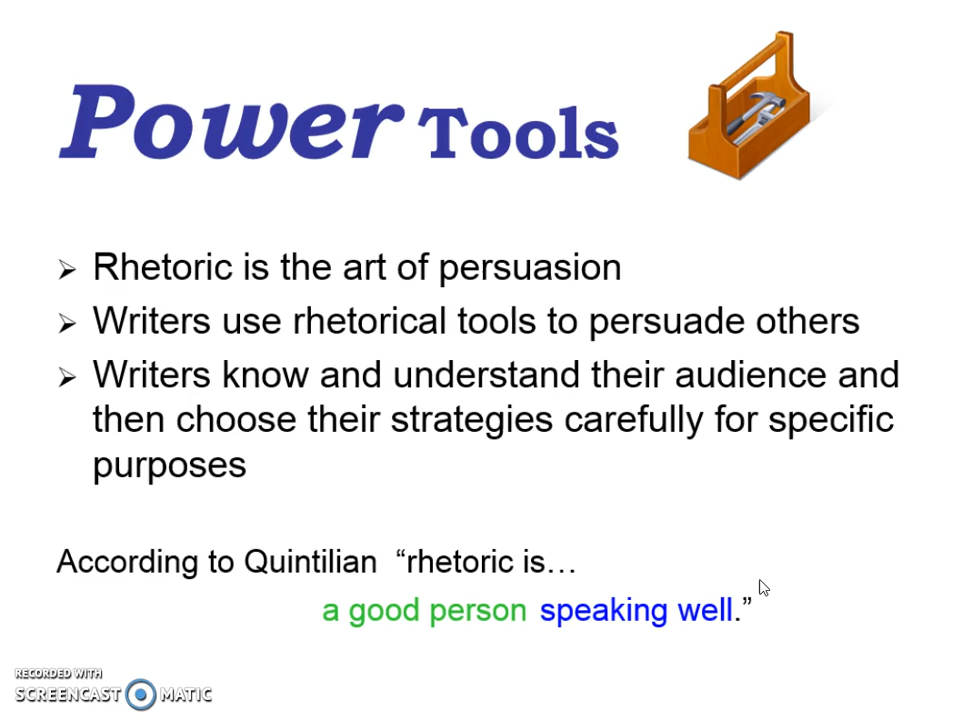 Power Tools
Rhetoric is the art of persuasion
Writers use rhetorical tools to persuade others
Writers know and understand their audience and
then choose their strategies carefully for specific
purposes
According to Quintilian “rhetoric is…
a good person speaking well.”
RECORDED WITH
SCREENCAST MATIC